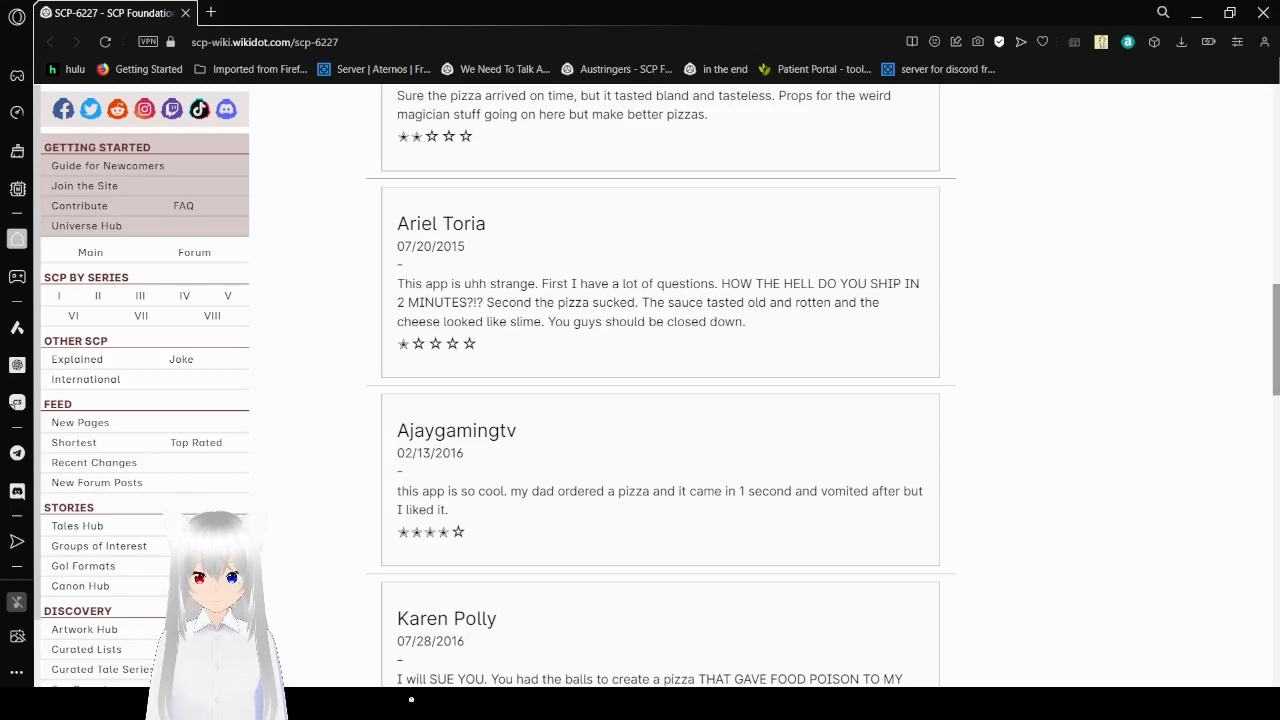 SCP-6227 - SCP Foundatio
scp-wiki.wikidot.com/scp-6227
VPN
hulu
Getting Started
Imported from Firef...
Server | Aternos | Fr...
We Need To Talk A...
Austringers - SCP F...
in the end
Patient Portal - tool...
server for discord fr...
GETTING STARTED
Guide for Newcomers
Join the Site
Contribute FAQ
Universe Hub
Main Forum
SCP BY SERIES
I II III IV V
VI VII VIII
OTHER SCP
Explained Joke
International
FEED
New Pages
Shortest Top Rated
Recent Changes
New Forum Posts
STORIES
Tales Hub
Groups of Interest
GoI Formats
Canon Hub
DISCOVERY
Artwork Hub
Curated Lists
Curated Tale Series
Sure the pizza arrived on time, but it tasted bland and tasteless. Props for the weird
magician stuff going on here but make better pizzas.
★★☆☆☆
Ariel Toria
07/20/2015
–
This app is uhh strange. First I have a lot of questions. HOW THE HELL DO YOU SHIP IN
2 MINUTES?!? Second the pizza sucked. The sauce tasted old and rotten and the
cheese looked like slime. You guys should be closed down.
★☆☆☆☆
Ajaygamingtv
02/13/2016
–
this app is so cool. my dad ordered a pizza and it came in 1 second and vomited after but
I liked it.
★★★★☆
Karen Polly
07/28/2016
–
I will SUE YOU. You had the balls to create a pizza THAT GAVE FOOD POISON TO MY